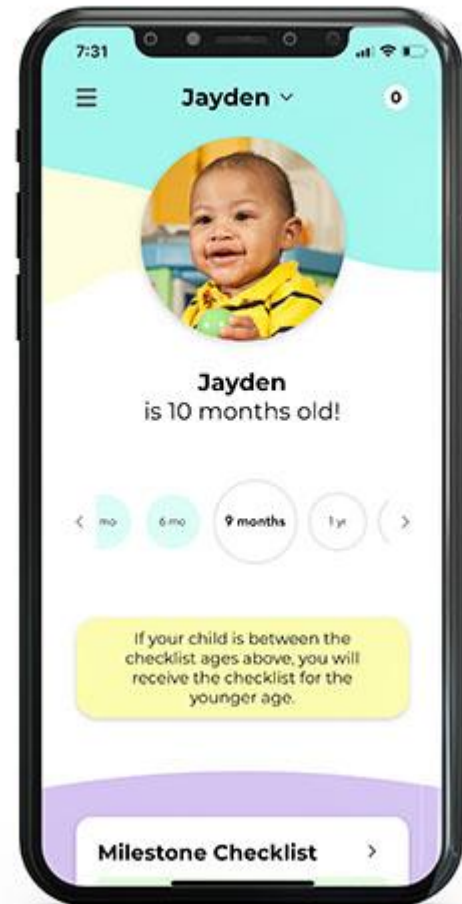 7:31
Jayden
0
Jayden
is 10 months old!
mo 6 mo 9 months 1 yr
If your child is between the
checklist ages above, you will
receive the checklist for the
younger age.
Milestone Checklist